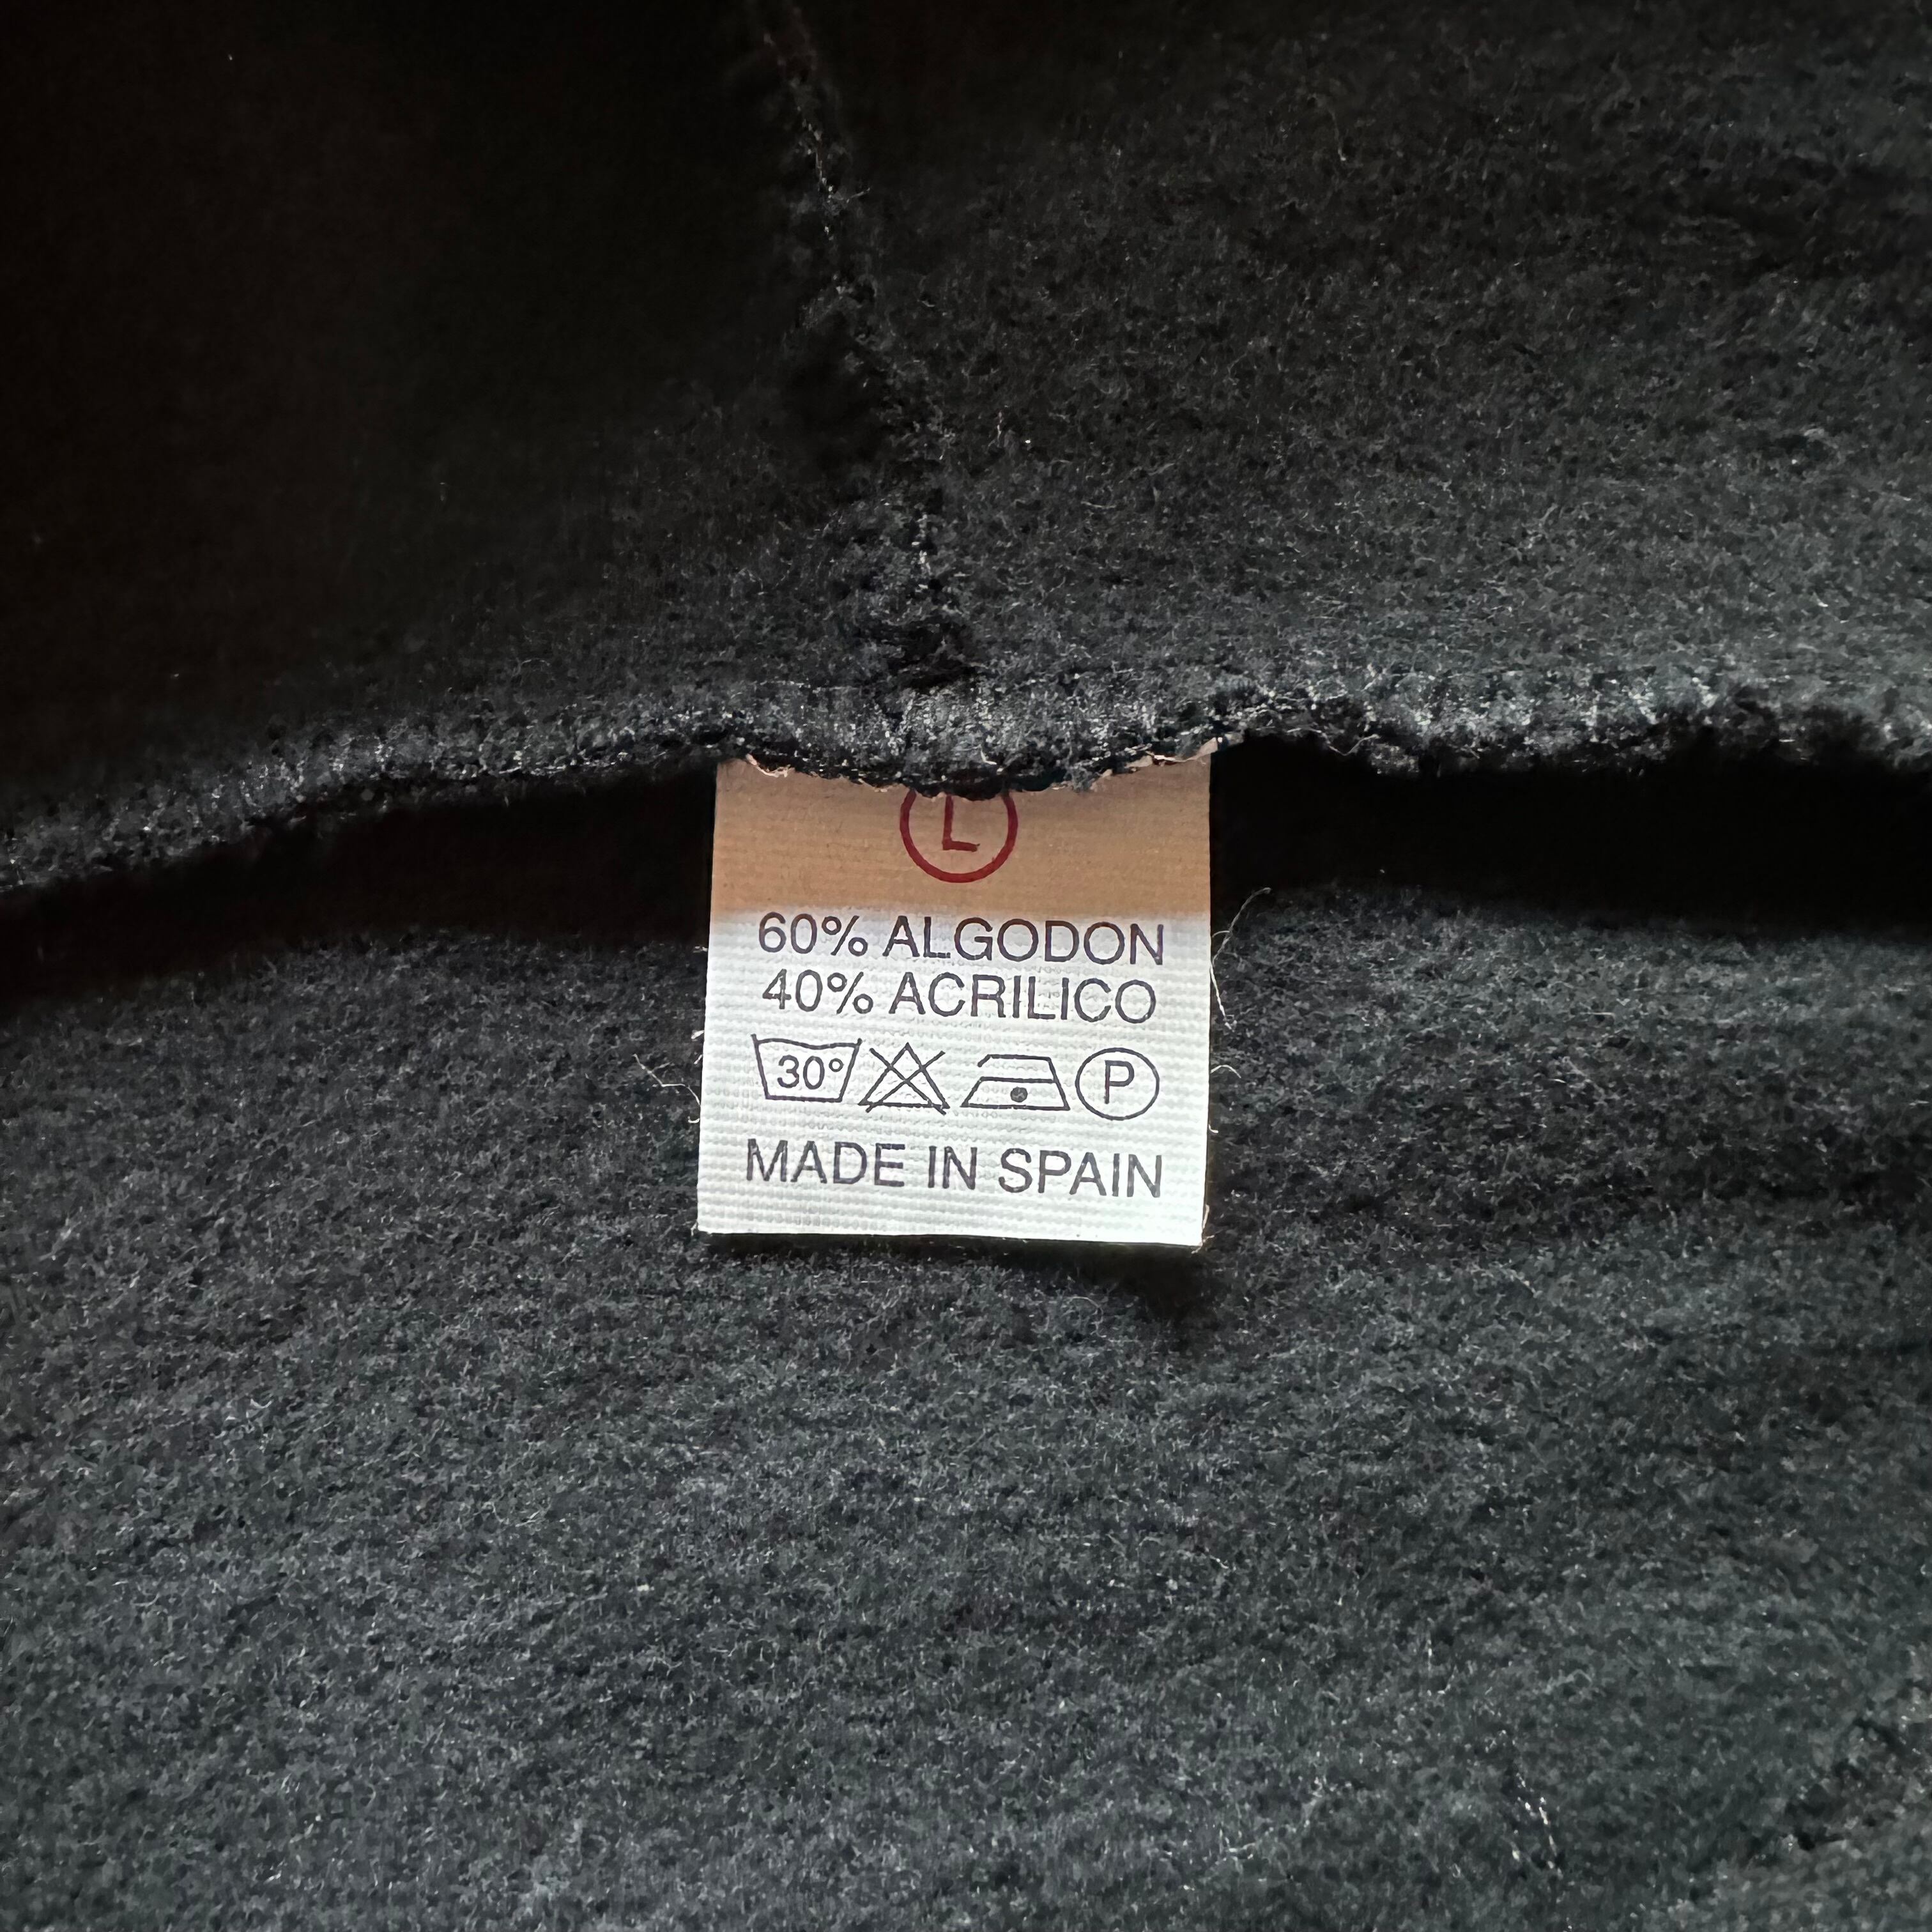 L
60% ALGODON
40% ACRILICO
30° P
MADE IN SPAIN